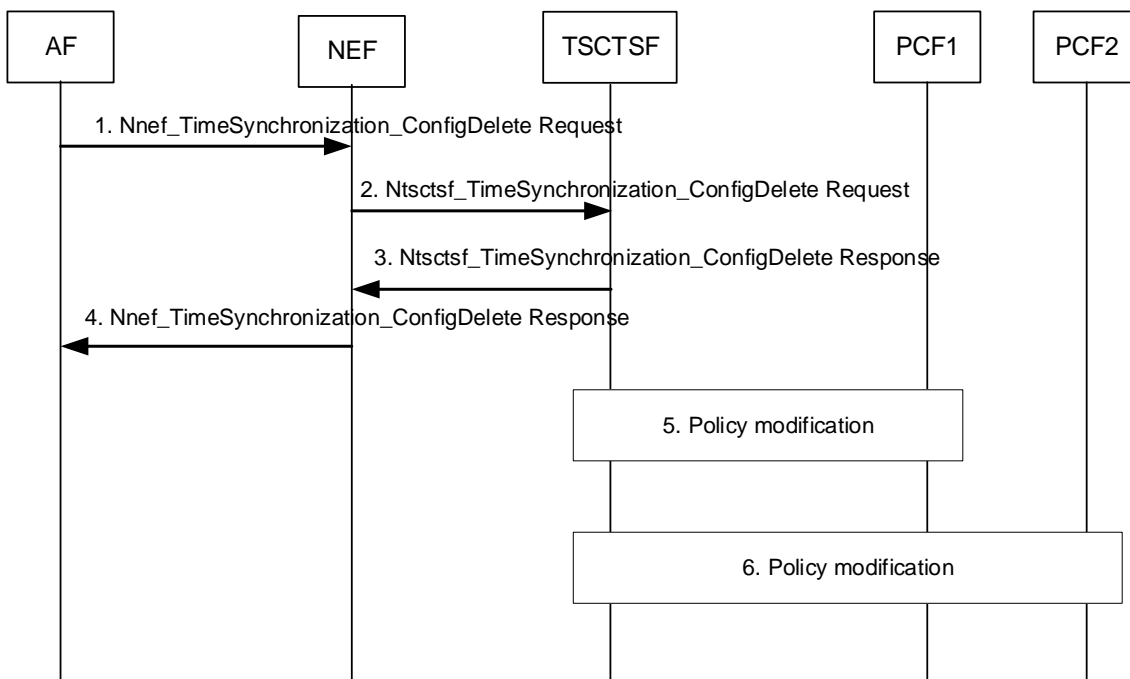 AF
NEF
TSCTSF
PCF1
PCF2
1. Nnef_TimeSynchronization_ConfigDelete Request
2. Ntsctsf_TimeSynchronization_ConfigDelete Request
3. Ntsctsf_TimeSynchronization_ConfigDelete Response
4. Nnef_TimeSynchronization_ConfigDelete Response
5. Policy modification
6. Policy modification